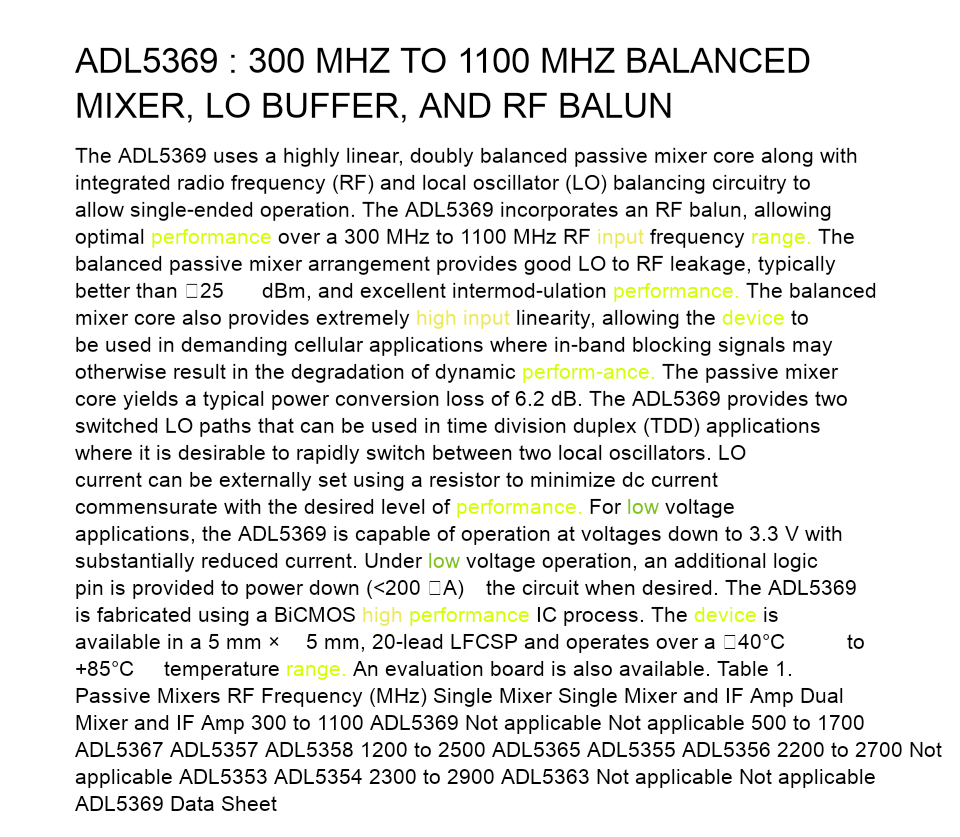 ADL5369 : 300 MHZ TO 1100 MHZ BALANCED
MIXER, LO BUFFER, AND RF BALUN
The ADL5369 uses a highly linear, doubly balanced passive mixer core along with
integrated radio frequency (RF) and local oscillator (LO) balancing circuitry to
allow single-ended operation. The ADL5369 incorporates an RF balun, allowing
optimal performance over a 300 MHz to 1100 MHz RF input frequency range. The
balanced passive mixer arrangement provides good LO to RF leakage, typically
better than □25 dBm, and excellent intermod-ulation performance. The balanced
mixer core also provides extremely high input linearity, allowing the device to
be used in demanding cellular applications where in-band blocking signals may
otherwise result in the degradation of dynamic perform-ance. The passive mixer
core yields a typical power conversion loss of 6.2 dB. The ADL5369 provides two
switched LO paths that can be used in time division duplex (TDD) applications
where it is desirable to rapidly switch between two local oscillators. LO
current can be externally set using a resistor to minimize dc current
commensurate with the desired level of performance. For low voltage
applications, the ADL5369 is capable of operation at voltages down to 3.3 V with
substantially reduced current. Under low voltage operation, an additional logic
pin is provided to power down (<200 □A) the circuit when desired. The ADL5369
is fabricated using a BiCMOS high performance IC process. The device is
available in a 5 mm × 5 mm, 20-lead LFCSP and operates over a □40°C to
+85°C temperature range. An evaluation board is also available. Table 1.
Passive Mixers RF Frequency (MHz) Single Mixer Single Mixer and IF Amp Dual
Mixer and IF Amp 300 to 1100 ADL5369 Not applicable Not applicable 500 to 1700
ADL5367 ADL5357 ADL5358 1200 to 2500 ADL5365 ADL5355 ADL5356 2200 to 2700 Not
applicable ADL5353 ADL5354 2300 to 2900 ADL5363 Not applicable Not applicable
ADL5369 Data Sheet